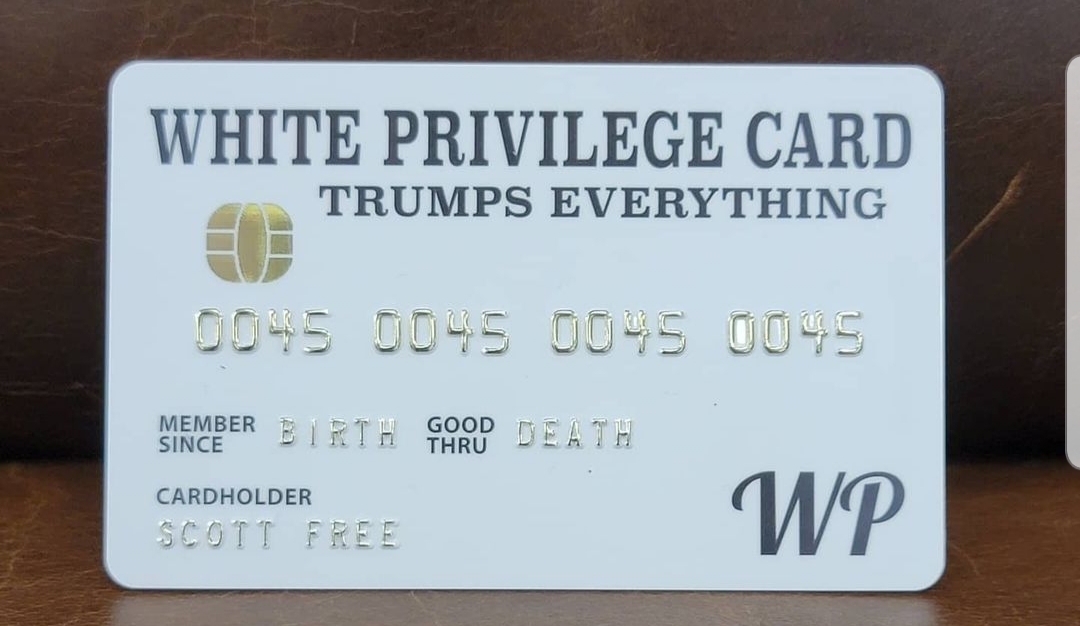 WHITE PRIVILEGE CARD
TRUMPS EVERYTHING
0045 0045 0045 0045
MEMBER SINCE BIRTH GOOD THRU DEATH
CARDHOLDER
SCOTT FREE
WP